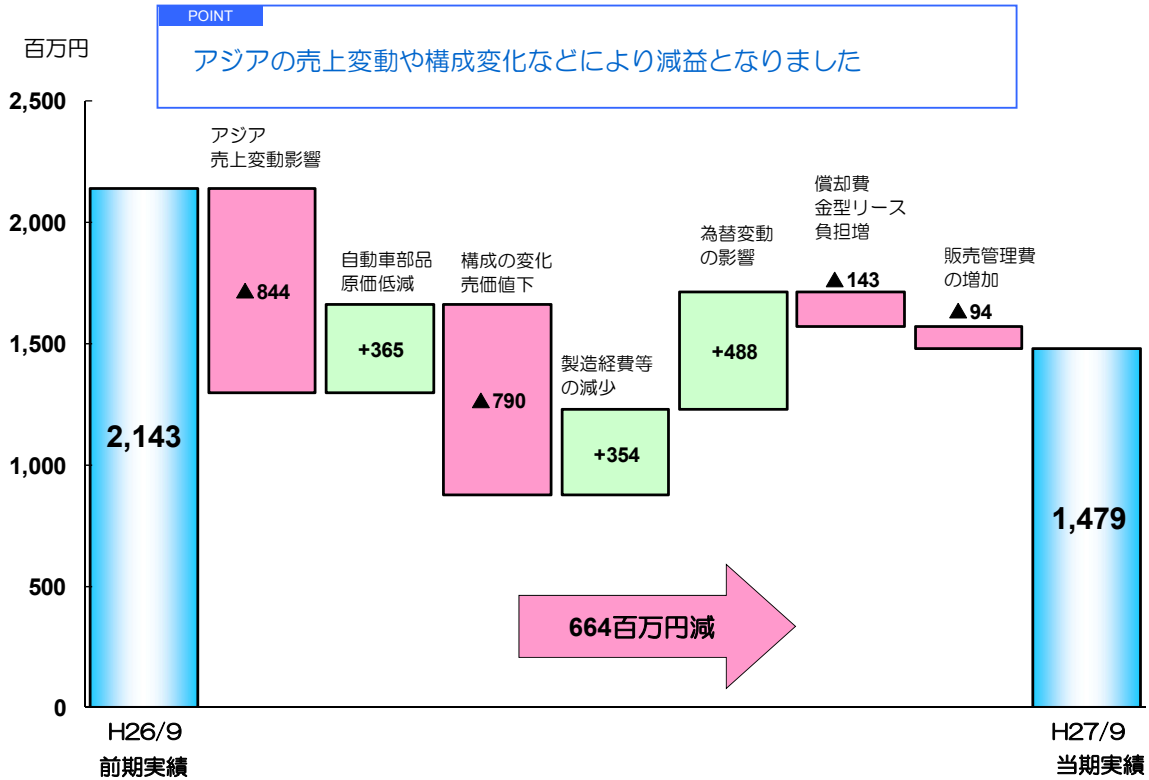 POINT
アジアの売上変動や構成変化などにより減益となりました
百万円
2,500
2,000
1,500
1,000
500
0
アジア
売上変動影響
▲844
自動車部品
原価低減
+365
構成の変化
売価値下
▲790
製造経費等
の減少
+354
為替変動
の影響
+488
償却費
金型リース
負担増
▲143
販売管理費
の増加
▲94
2,143
1,479
664百万円減
H26/9
前期実績
H27/9
当期実績